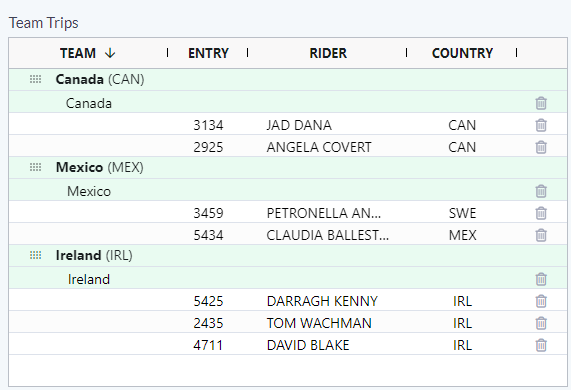 Team Trips
TEAM ↓ ENTRY RIDER COUNTRY
Canada (CAN)
Canada
3134 JAD DANA CAN
2925 ANGELA COVERT CAN
Mexico (MEX)
Mexico
3459 PETRONELLA AN... SWE
5434 CLAUDIA BALLEST... MEX
Ireland (IRL)
Ireland
5425 DARRAGH KENNY IRL
2435 TOM WACHMAN IRL
4711 DAVID BLAKE IRL